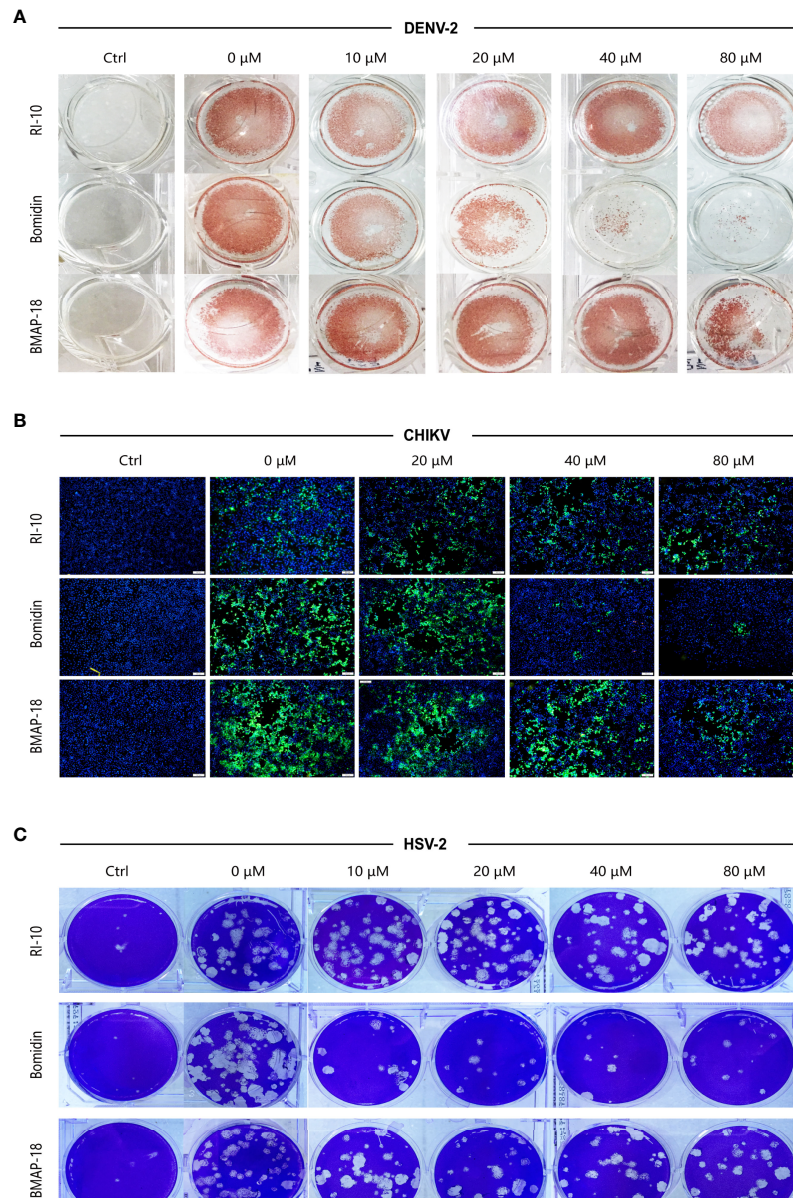 A
DENV-2
Ctrl 0 μM 10 μM 20 μM 40 μM 80 μM
RI-10
Bomidin
BMAP-18
B
CHIKV
Ctrl 0 μM 20 μM 40 μM 80 μM
RI-10
Bomidin
BMAP-18
C
HSV-2
Ctrl 0 μM 10 μM 20 μM 40 μM 80 μM
RI-10
Bomidin
BMAP-18